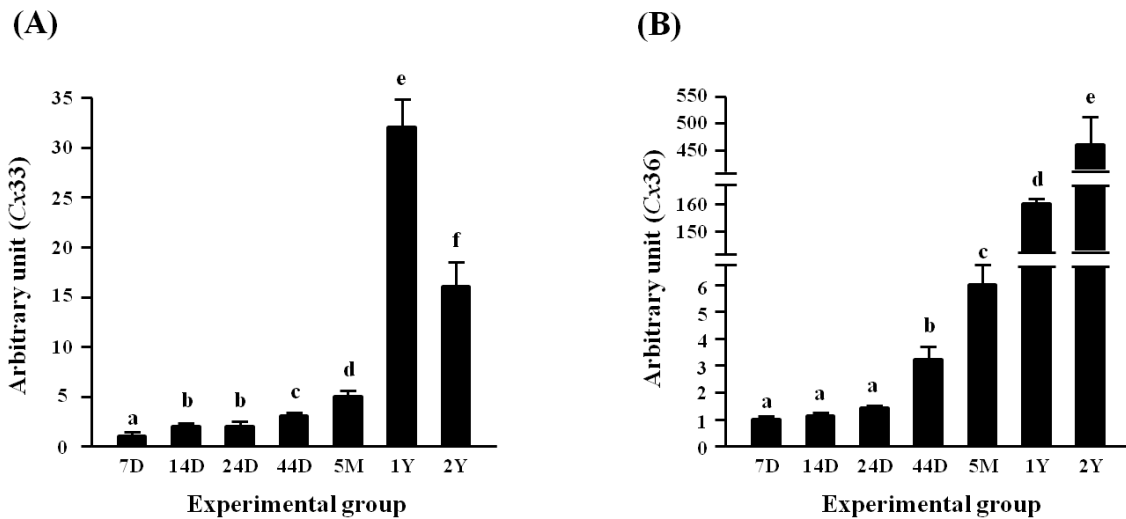 (A)
Arbitrary unit (Cx33)
35
30
25
20
15
10
5
0
a
b
b
c
d
e
f
7D 14D 24D 44D 5M 1Y 2Y
Experimental group
(B)
Arbitrary unit (Cx36)
550
500
450
160
150
6
5
4
3
2
1
0
a
a
a
b
c
d
e
7D 14D 24D 44D 5M 1Y 2Y
Experimental group